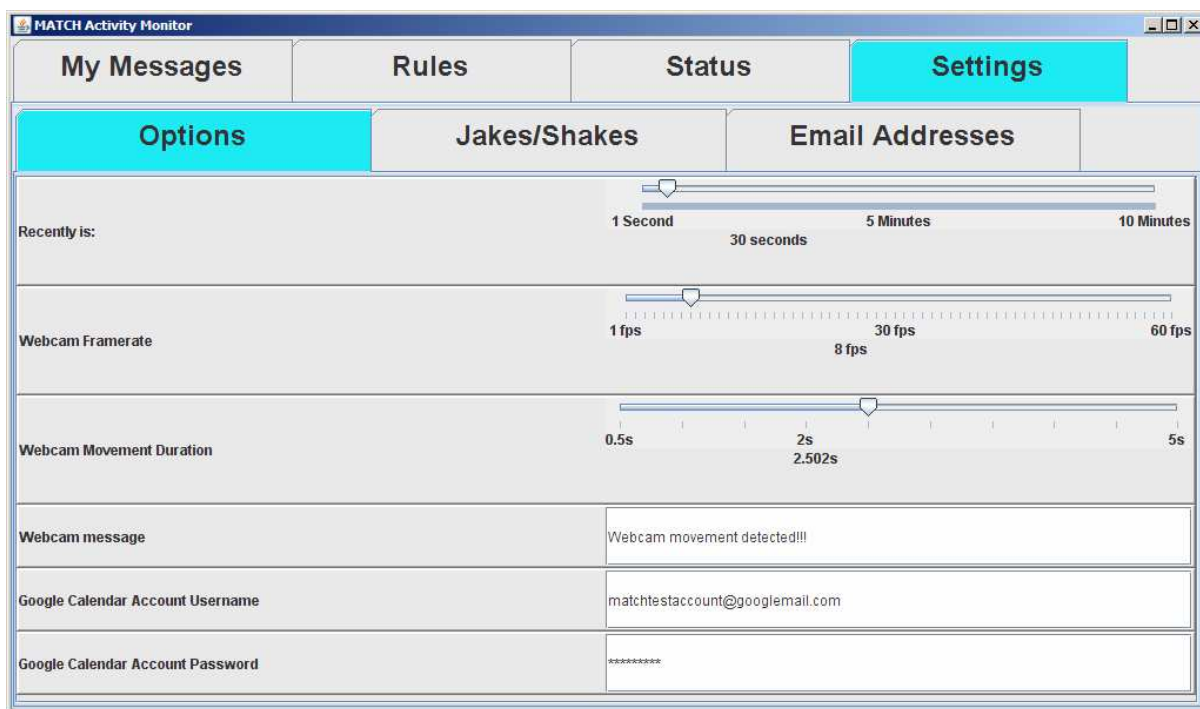 MATCH Activity Monitor
My Messages Rules Status Settings
Options Jakes/Shakes Email Addresses
Recently is:
1 Second 5 Minutes 10 Minutes
30 seconds
Webcam Framerate
1 fps 30 fps 60 fps
8 fps
Webcam Movement Duration
0.5s 2s 5s
2.502s
Webcam message Webcam movement detected!!!
Google Calendar Account Username matchtestaccount@googlemail.com
Google Calendar Account Password *********